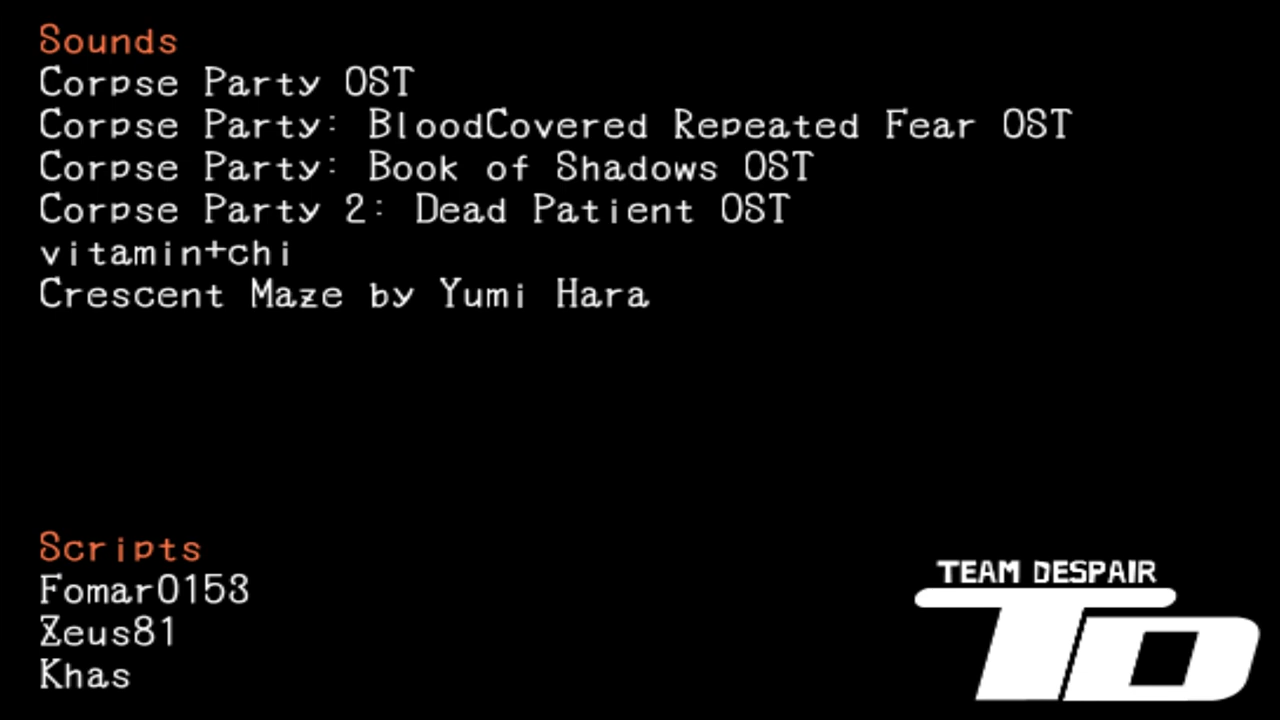 Sounds
Corpse Party OST
Corpse Party: BloodCovered Repeated Fear OST
Corpse Party: Book of Shadows OST
Corpse Party 2: Dead Patient OST
vitamin+chi
Crescent Maze by Yumi Hara
Scripts
Fomar0153
Zeus81
Khas
TEAM DESPAIR
TD